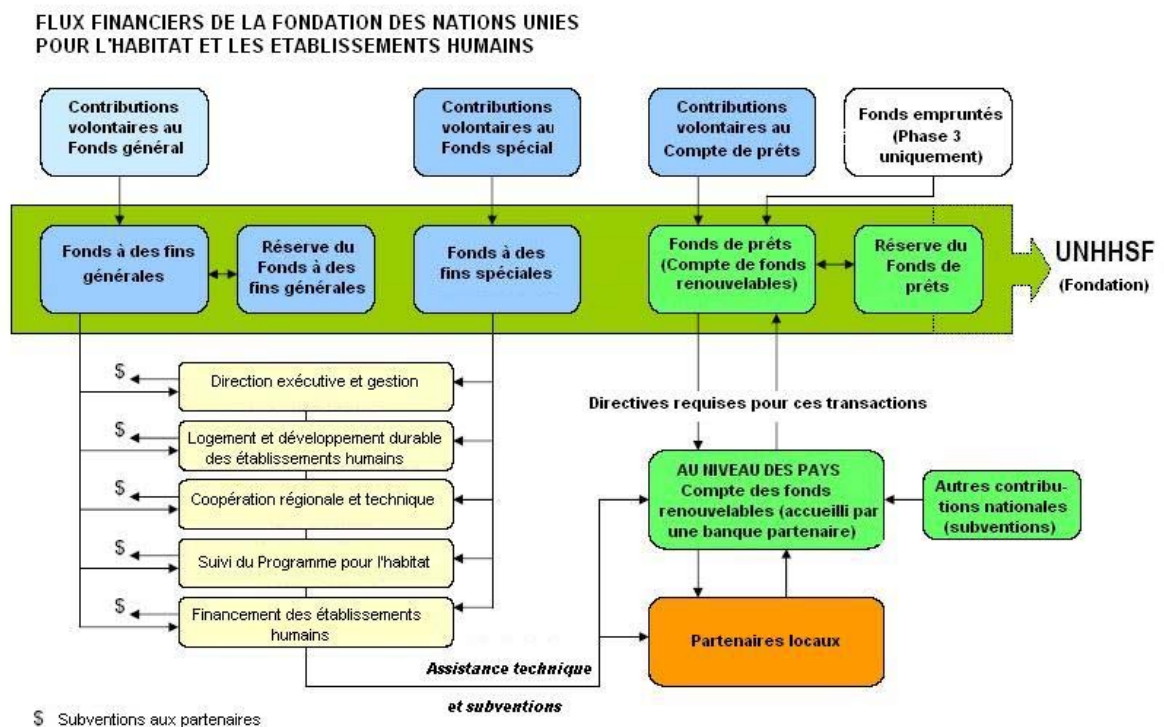 FLUX FINANCIERS DE LA FONDATION DES NATIONS UNIES
POUR L'HABITAT ET LES ETABLISSEMENTS HUMAINS
Contributions
volontaires au
Fonds général
Contributions
volontaires au
Fonds spécial
Contributions
volontaires au
Compte de prêts
Fonds empruntés
(Phase 3
uniquement)
Fonds à des fins
générales
Réserve du
Fonds à des
fins générales
Fonds à des
fins spéciales
Fonds de prêts
(Compte de fonds
renouvelables)
Réserve du
Fonds de
prêts
UNHHSF
(Fondation)
$
Direction exécutive et gestion
$
Logement et développement durable
des établissements humains
$
Coopération régionale et technique
$
Suivi du Programme pour l'habitat
$
Financement des établissements
humains
Directives requises pour ces transactions
AU NIVEAU DES PAYS
Compte des fonds
renouvelables (accueilli par
une banque partenaire)
Autres contribu-
tions nationales
(subventions)
Partenaires locaux
Assistance technique
et subventions
$ Subventions aux partenaires